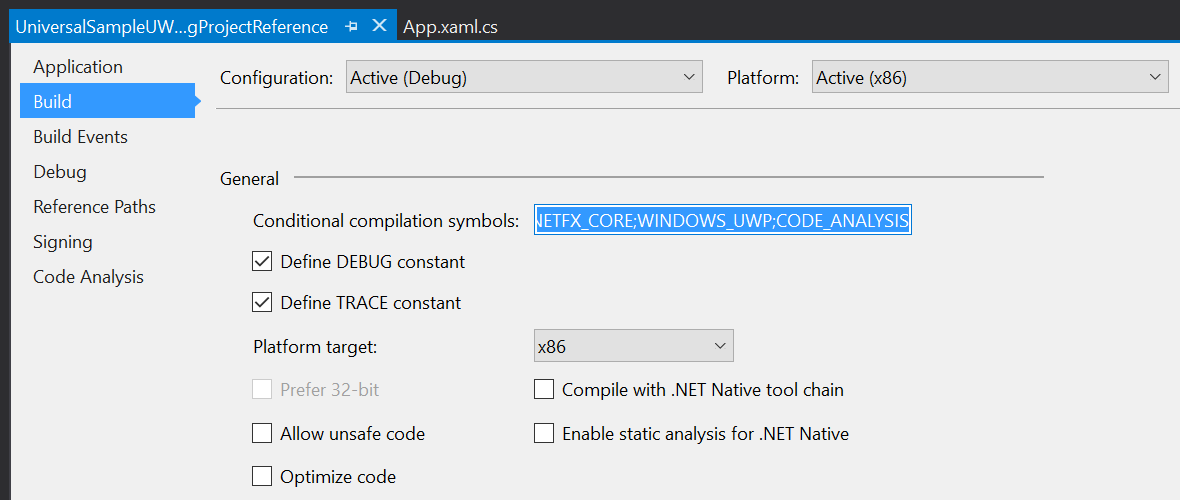 UniversalSampleUW...gProjectReference App.xaml.cs
Application
Build
Build Events
Debug
Reference Paths
Signing
Code Analysis
Configuration: Active (Debug) Platform: Active (x86)
General
Conditional compilation symbols: NETFX_CORE;WINDOWS_UWP;CODE_ANALYSIS
Define DEBUG constant
Define TRACE constant
Platform target: x86
Prefer 32-bit Compile with .NET Native tool chain
Allow unsafe code Enable static analysis for .NET Native
Optimize code